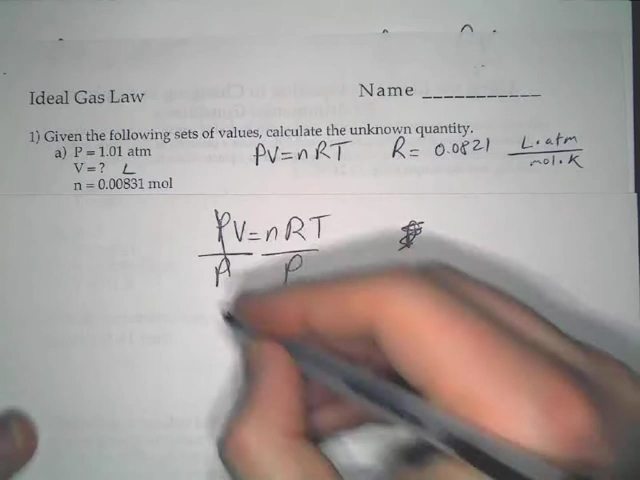 Ideal Gas Law Name ___________
1) Given the following sets of values, calculate the unknown quantity.
a) P = 1.01 atm PV=nRT R= 0.0821 L·atm/mol·K
V = ? L
n = 0.00831 mol
PV=nRT
P P